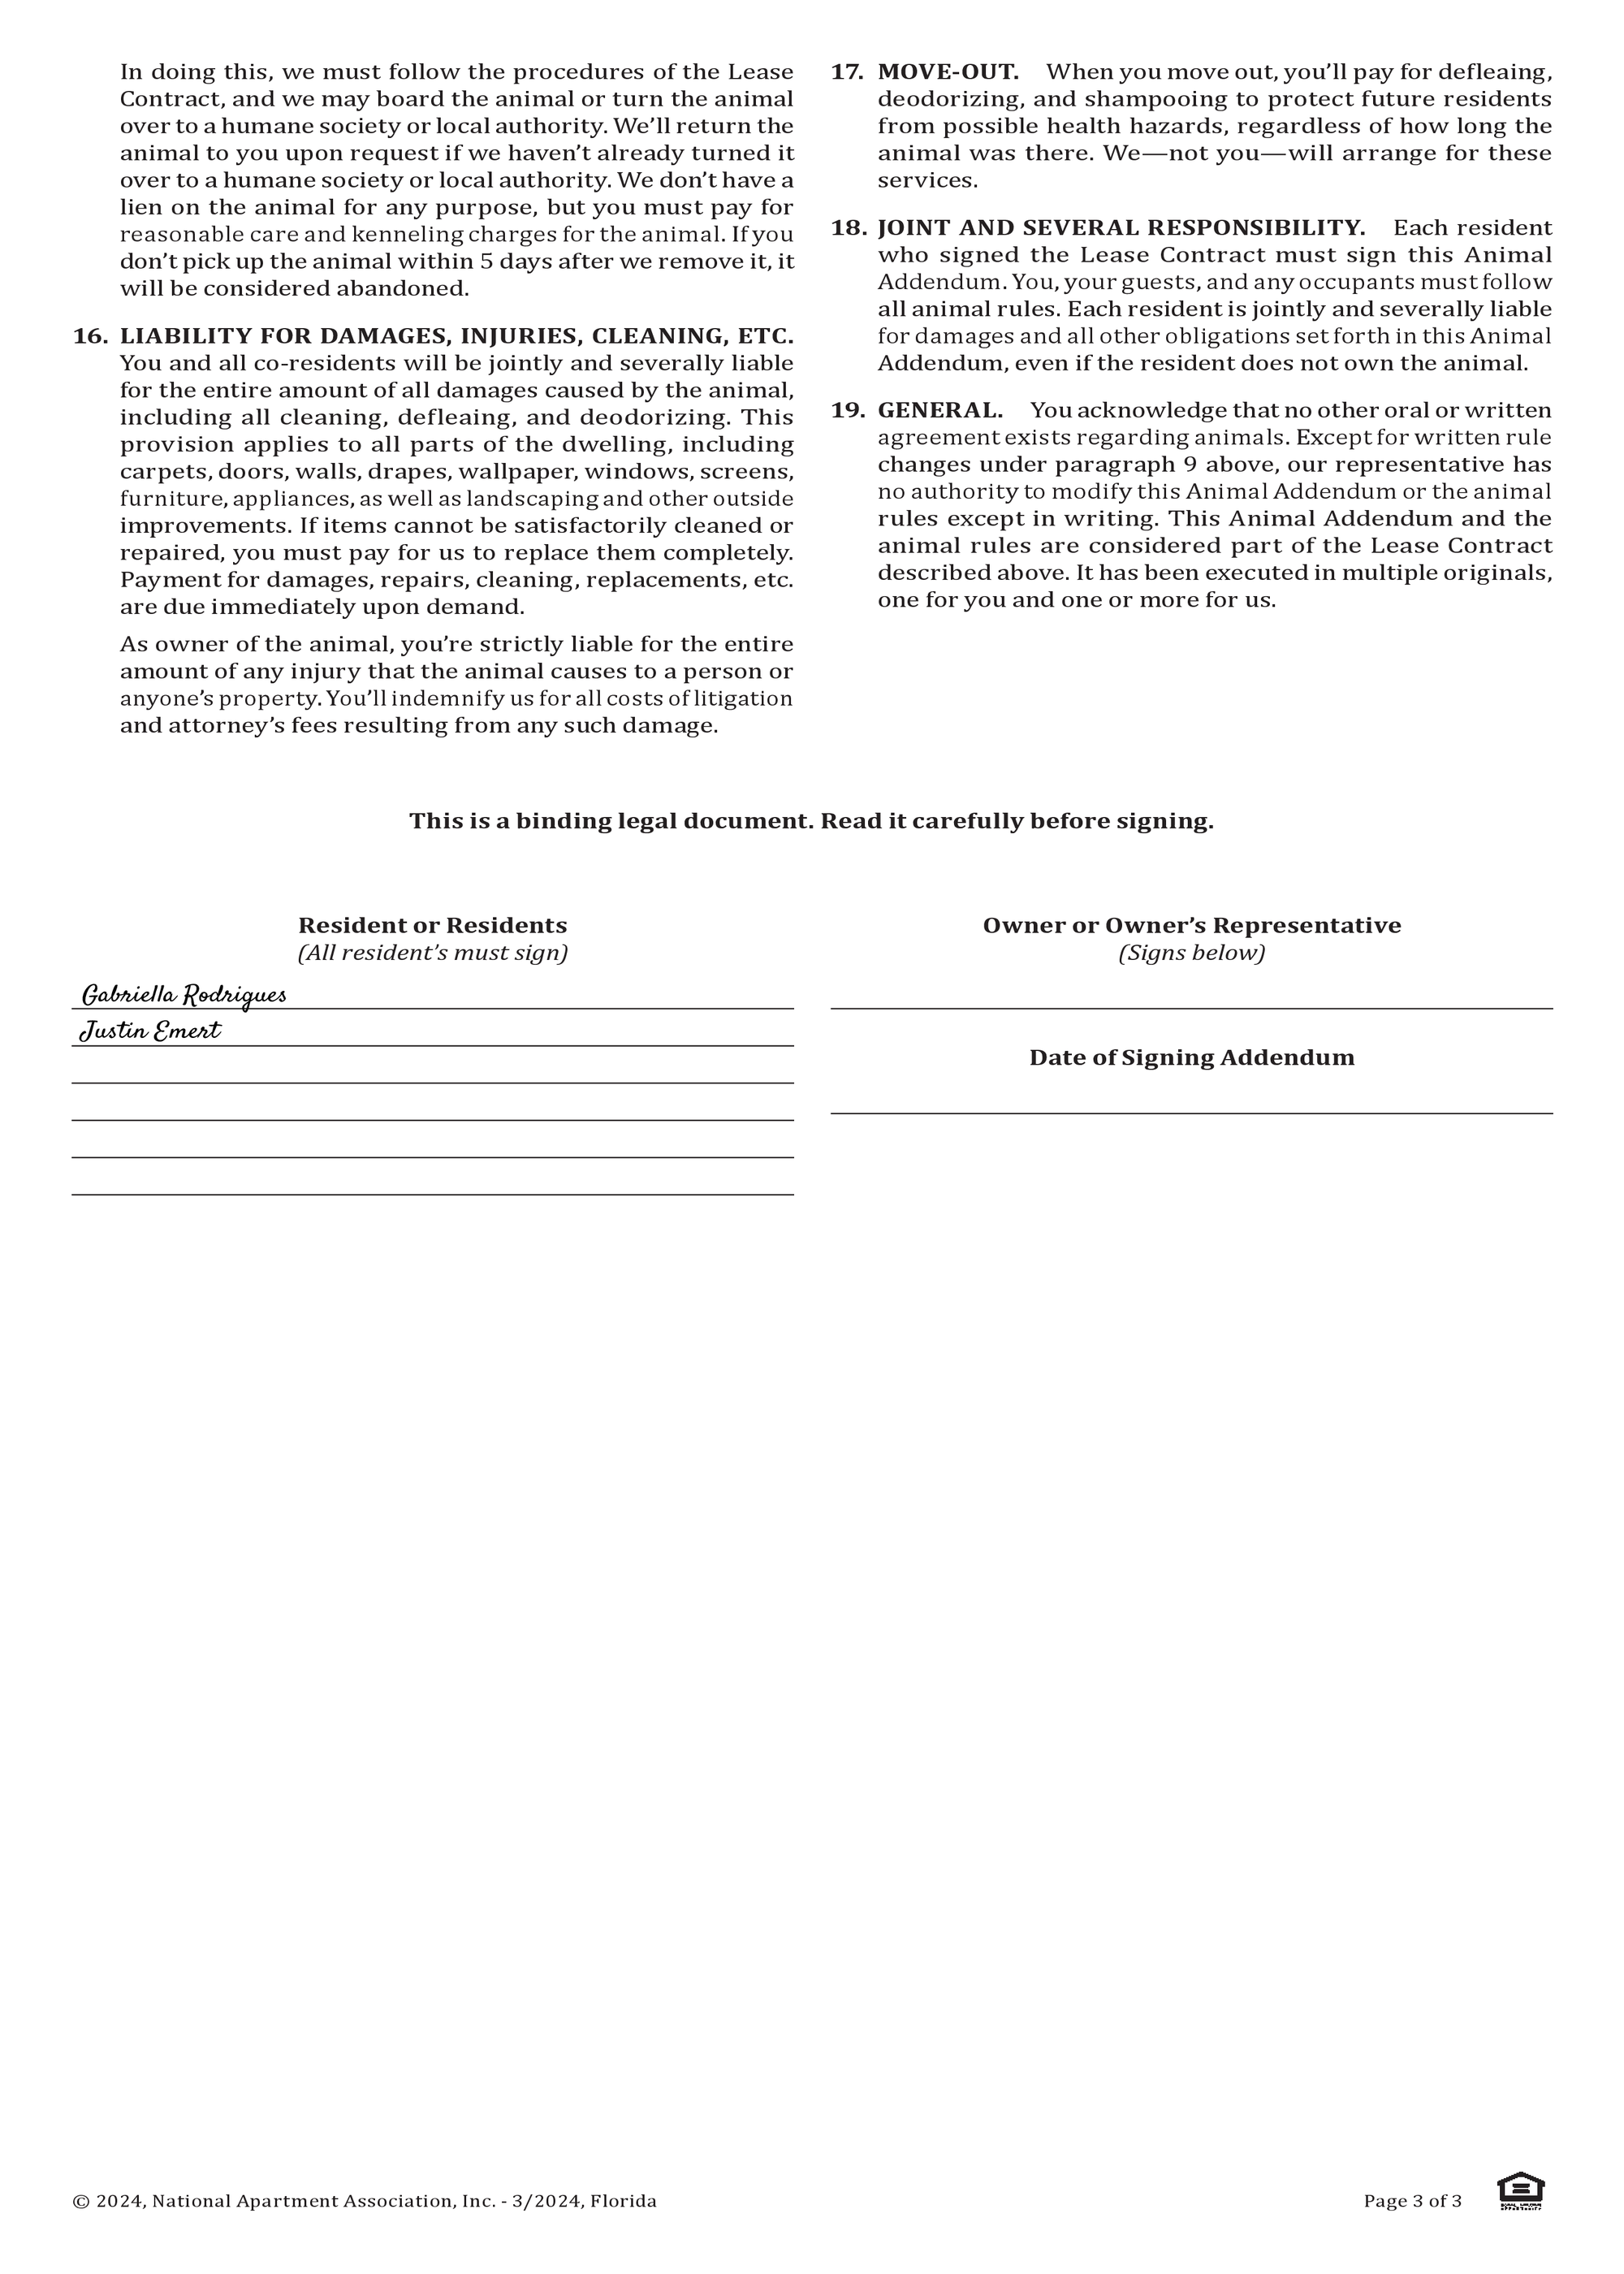 In doing this, we must follow the procedures of the Lease
Contract, and we may board the animal or turn the animal
over to a humane society or local authority. We’ll return the
animal to you upon request if we haven’t already turned it
over to a humane society or local authority. We don’t have a
lien on the animal for any purpose, but you must pay for
reasonable care and kenneling charges for the animal. If you
don’t pick up the animal within 5 days after we remove it, it
will be considered abandoned.
16. LIABILITY FOR DAMAGES, INJURIES, CLEANING, ETC.
You and all co-residents will be jointly and severally liable
for the entire amount of all damages caused by the animal,
including all cleaning, defleaing, and deodorizing. This
provision applies to all parts of the dwelling, including
carpets, doors, walls, drapes, wallpaper, windows, screens,
furniture, appliances, as well as landscaping and other outside
improvements. If items cannot be satisfactorily cleaned or
repaired, you must pay for us to replace them completely.
Payment for damages, repairs, cleaning, replacements, etc.
are due immediately upon demand.
As owner of the animal, you’re strictly liable for the entire
amount of any injury that the animal causes to a person or
anyone’s property. You’ll indemnify us for all costs of litigation
and attorney’s fees resulting from any such damage.
17. MOVE-OUT. When you move out, you’ll pay for defleaing,
deodorizing, and shampooing to protect future residents
from possible health hazards, regardless of how long the
animal was there. We—not you—will arrange for these
services.
18. JOINT AND SEVERAL RESPONSIBILITY. Each resident
who signed the Lease Contract must sign this Animal
Addendum. You, your guests, and any occupants must follow
all animal rules. Each resident is jointly and severally liable
for damages and all other obligations set forth in this Animal
Addendum, even if the resident does not own the animal.
19. GENERAL. You acknowledge that no other oral or written
agreement exists regarding animals. Except for written rule
changes under paragraph 9 above, our representative has
no authority to modify this Animal Addendum or the animal
rules except in writing. This Animal Addendum and the
animal rules are considered part of the Lease Contract
described above. It has been executed in multiple originals,
one for you and one or more for us.
This is a binding legal document. Read it carefully before signing.
Resident or Residents
(All resident’s must sign)
Gabriella Rodrigues
Justin Emert
Owner or Owner’s Representative
(Signs below)
Date of Signing Addendum
© 2024, National Apartment Association, Inc. - 3/2024, Florida
Page 3 of 3
EQUAL HOUSING
OPPORTUNITY